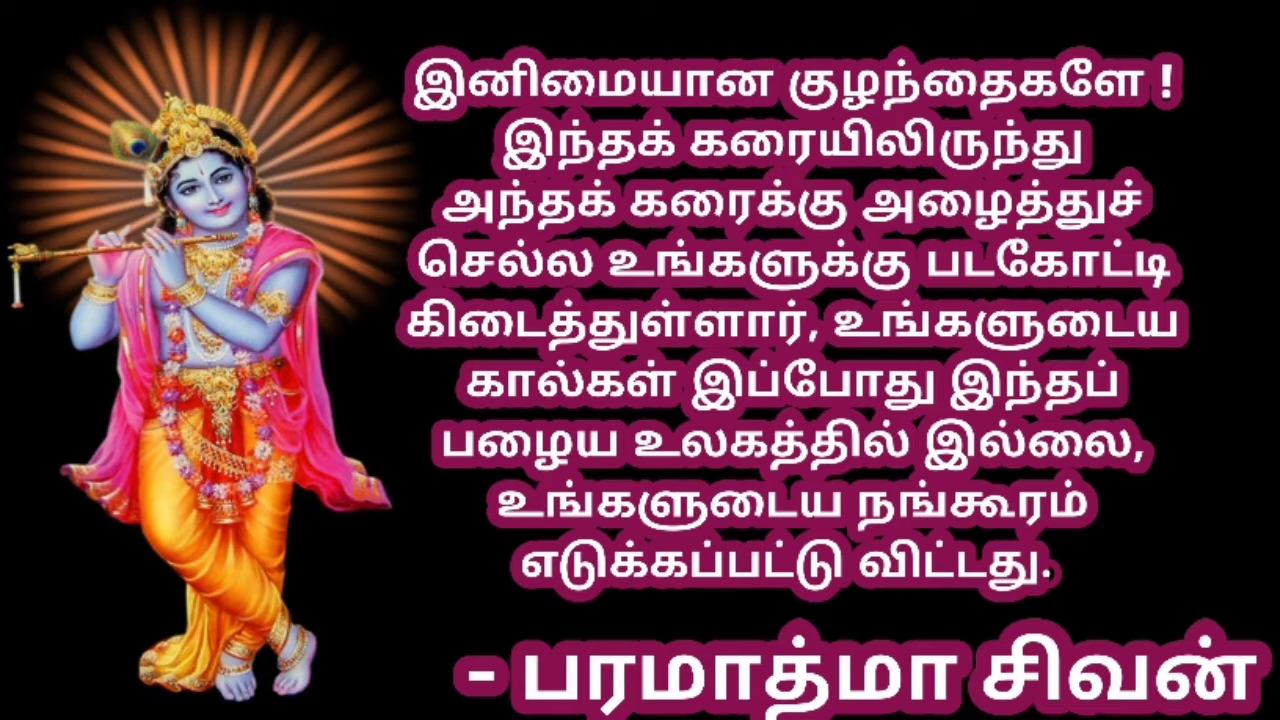 இனிமையான குழந்தைகளே !
இந்தக் கரையிலிருந்து
அந்தக் கரைக்கு அழைத்துச்
செல்ல உங்களுக்கு படகோட்டி
கிடைத்துள்ளார், உங்களுடைய
கால்கள் இப்போது இந்தப்
பழைய உலகத்தில் இல்லை,
உங்களுடைய நங்கூரம்
எடுக்கப்பட்டு விட்டது.
- பரமாத்மா சிவன்